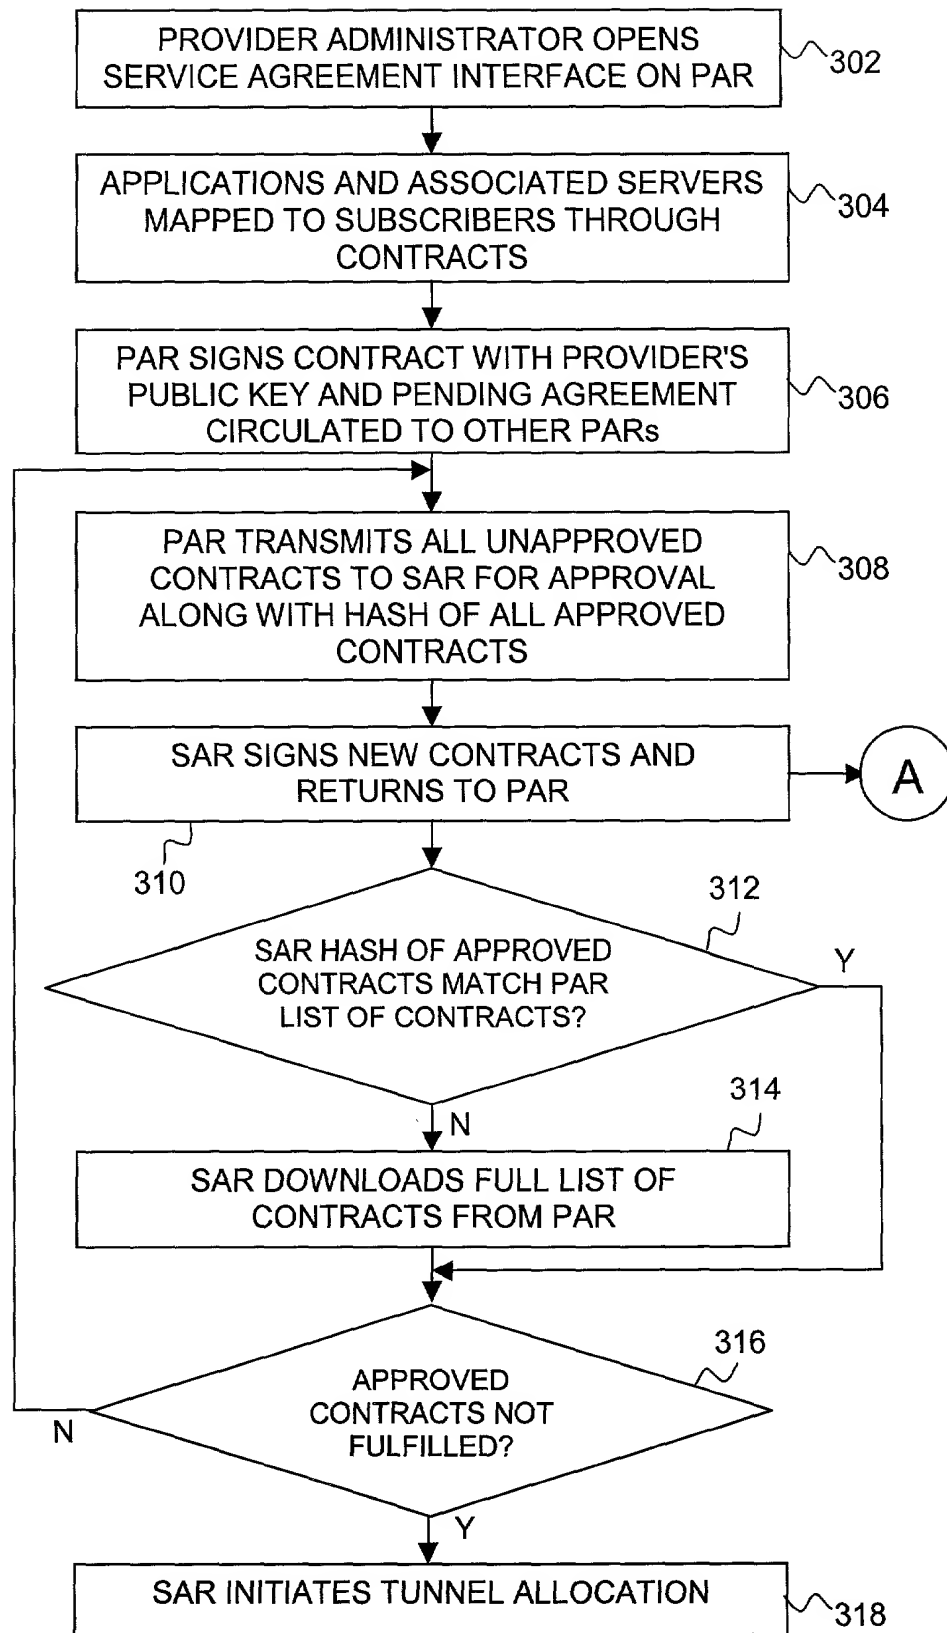 PROVIDER ADMINISTRATOR OPENS
SERVICE AGREEMENT INTERFACE ON PAR
302
APPLICATIONS AND ASSOCIATED SERVERS
MAPPED TO SUBSCRIBERS THROUGH
CONTRACTS
304
PAR SIGNS CONTRACT WITH PROVIDER'S
PUBLIC KEY AND PENDING AGREEMENT
CIRCULATED TO OTHER PARs
306
PAR TRANSMITS ALL UNAPPROVED
CONTRACTS TO SAR FOR APPROVAL
ALONG WITH HASH OF ALL APPROVED
CONTRACTS
308
SAR SIGNS NEW CONTRACTS AND
RETURNS TO PAR
A
310
312
SAR HASH OF APPROVED
CONTRACTS MATCH PAR
LIST OF CONTRACTS?
Y
N
314
SAR DOWNLOADS FULL LIST OF
CONTRACTS FROM PAR
316
APPROVED
CONTRACTS NOT
FULFILLED?
N
Y
SAR INITIATES TUNNEL ALLOCATION
318